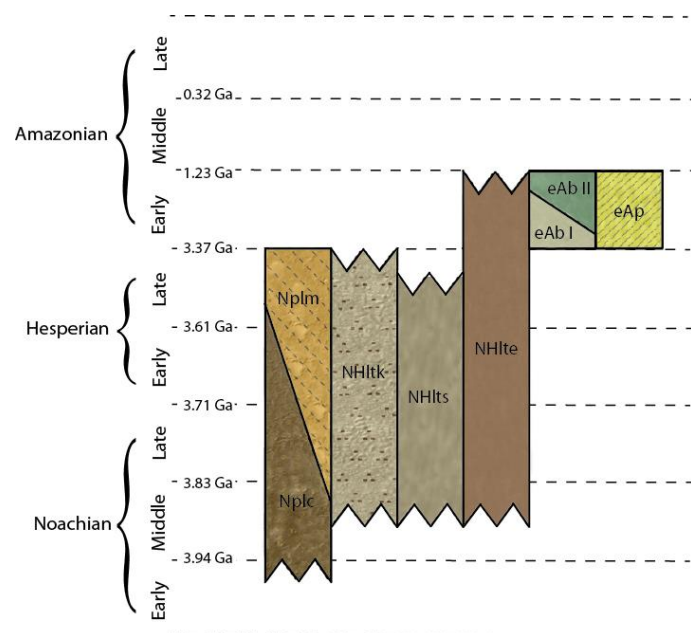 Late
-0.32 Ga
Amazonian
Middle
-1.23 Ga
eAb II
eAp
Early
eAb I
-3.37 Ga-
Late
Nplm
Hesperian
- 3.61 Ga-
Early
NHltk
NHlte
NHlts
- 3.71 Ga-
Late
- 3.83 Ga-
Nplc
Noachian
Middle
- 3.94 Ga
Early